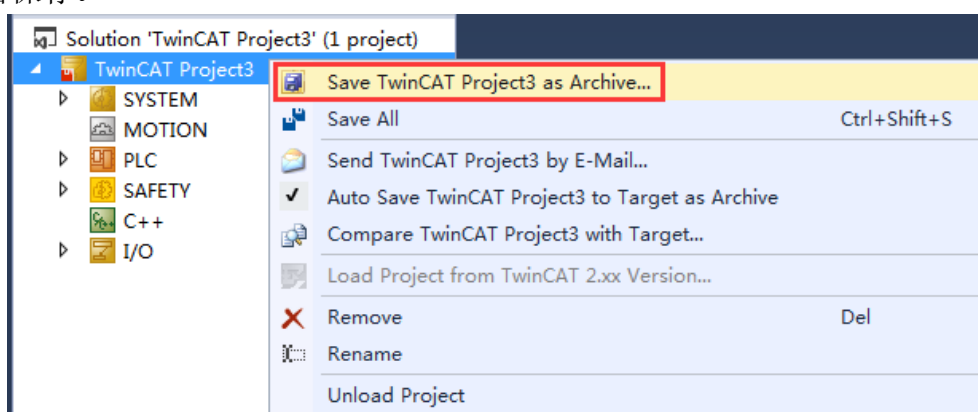 Solution 'TwinCAT Project3' (1 project)
TwinCAT Project3
SYSTEM
MOTION
PLC
SAFETY
C++
I/O
Save TwinCAT Project3 as Archive...
Save All Ctrl+Shift+S
Send TwinCAT Project3 by E-Mail...
Auto Save TwinCAT Project3 to Target as Archive
Compare TwinCAT Project3 with Target...
Load Project from TwinCAT 2.xx Version...
Remove Del
Rename
Unload Project